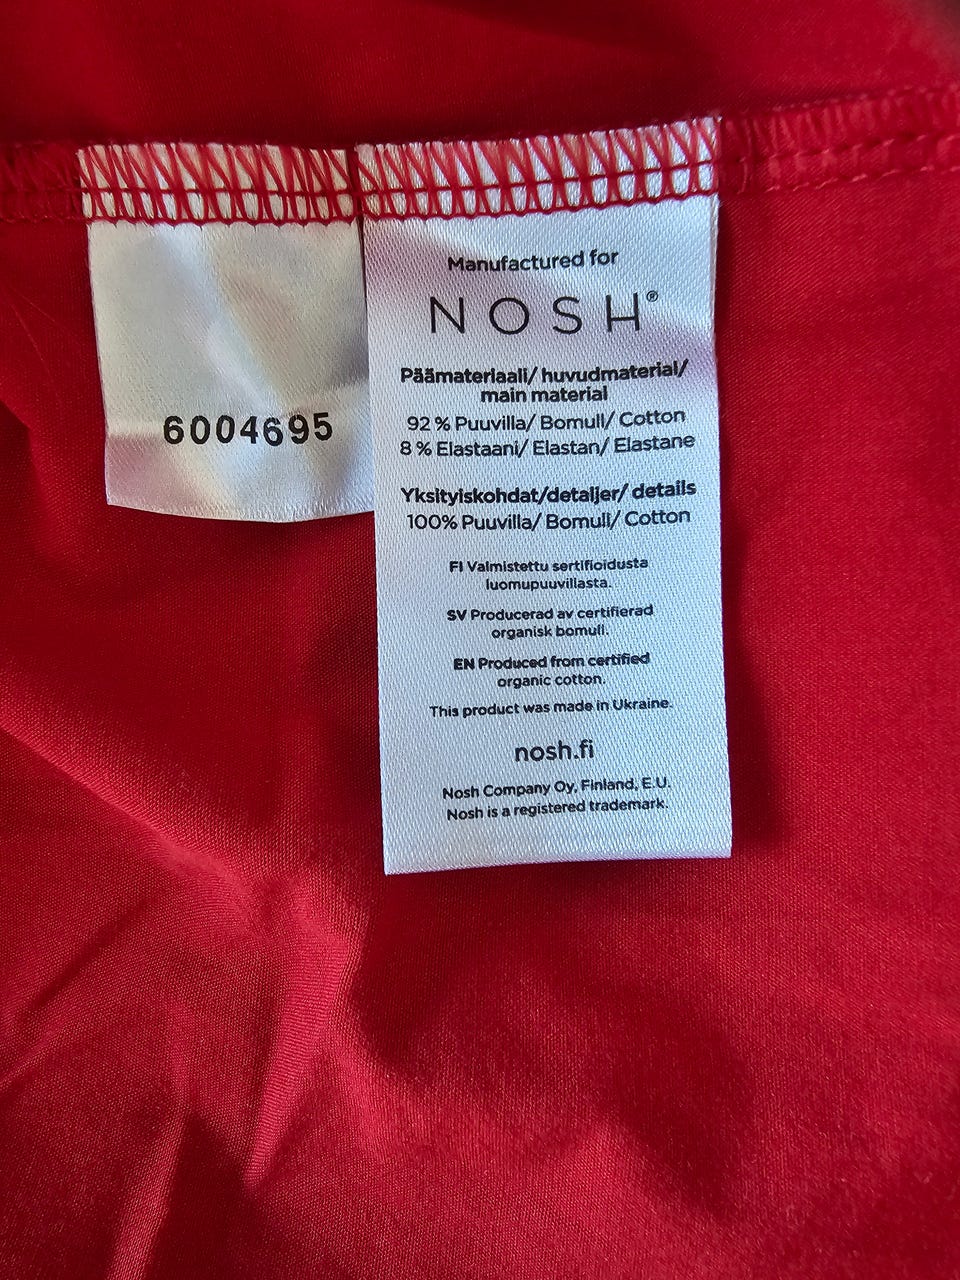 6004695
Manufactured for
NOSH®
Päämateriaali/ huvudmaterial/
main material
92 % Puuvilla/ Bomull/ Cotton
8 % Elastaani/ Elastan/ Elastane
Yksityiskohdat/detaljer/ details
100% Puuvilla/ Bomull/ Cotton
FI Valmistettu sertifioidusta
luomupuuvillasta.
SV Producerad av certifierad
organisk bomull.
EN Produced from certified
organic cotton.
This product was made in Ukraine.
nosh.fi
Nosh Company Oy, Finland, E.U.
Nosh is a registered trademark.